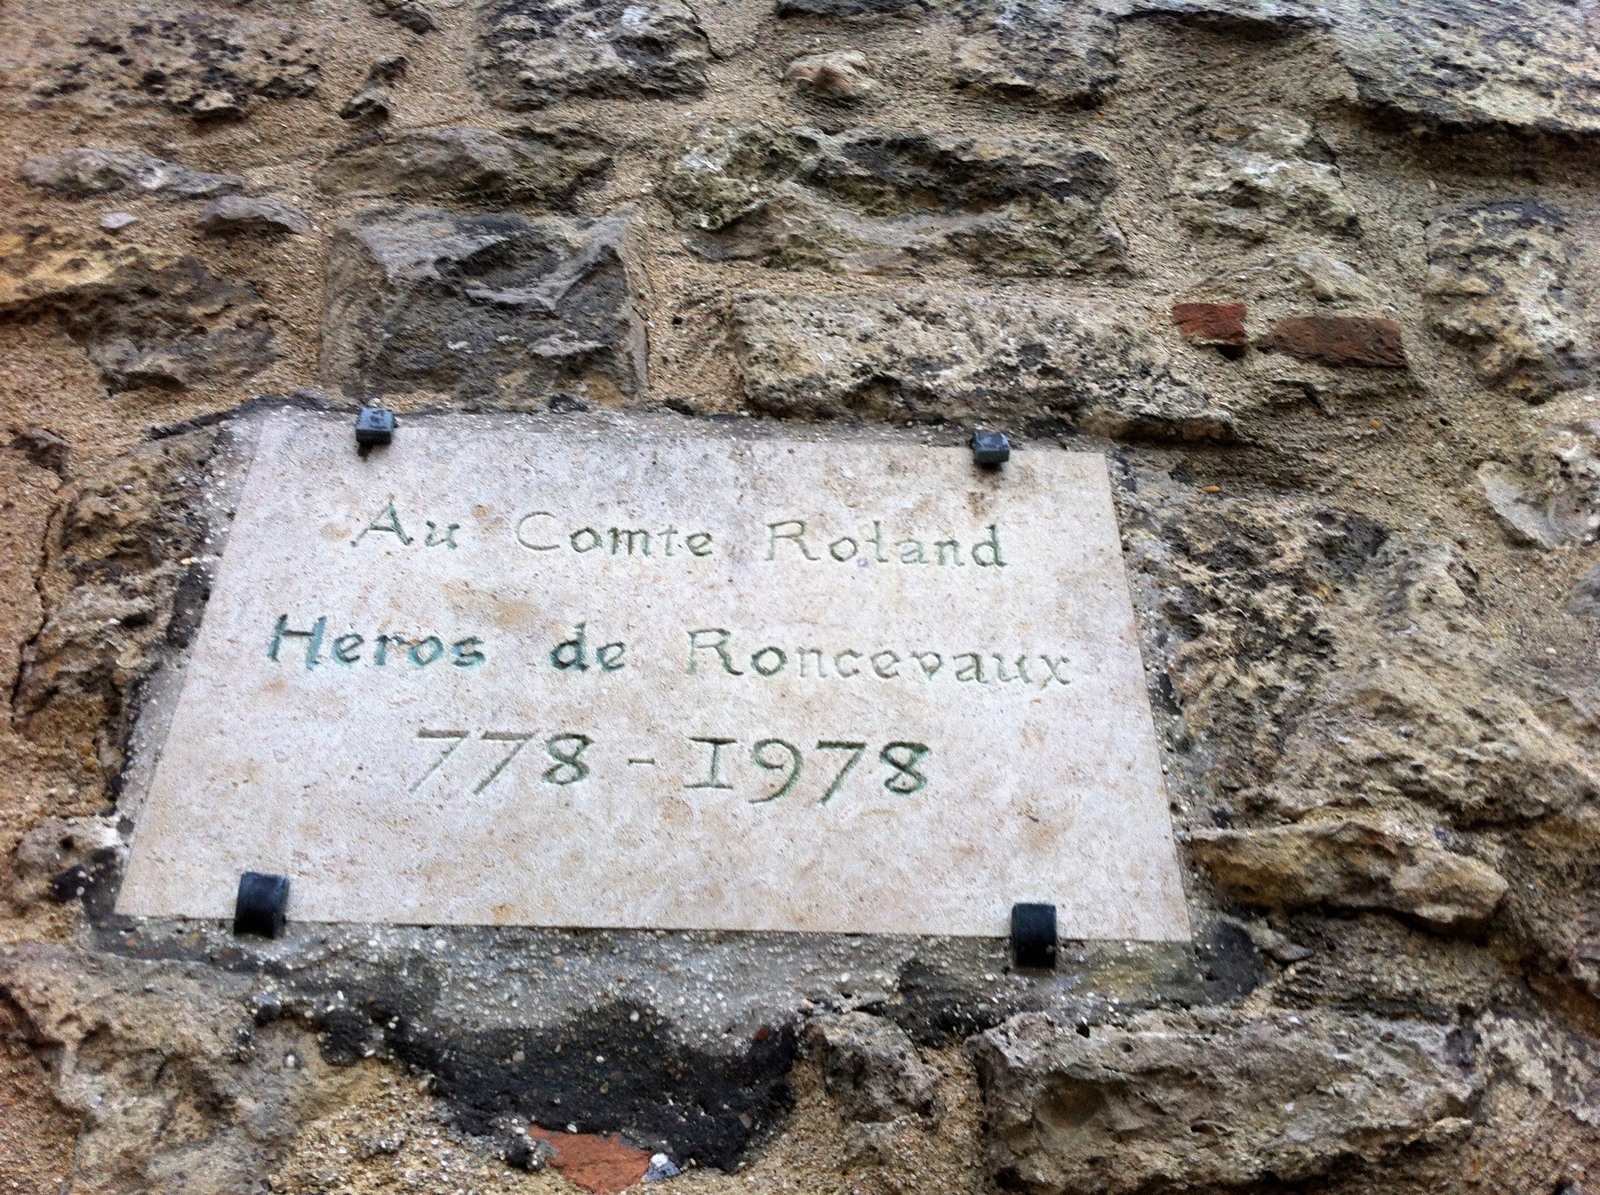 Au Comte Roland
Heros de Roncevaux
778 - 1978